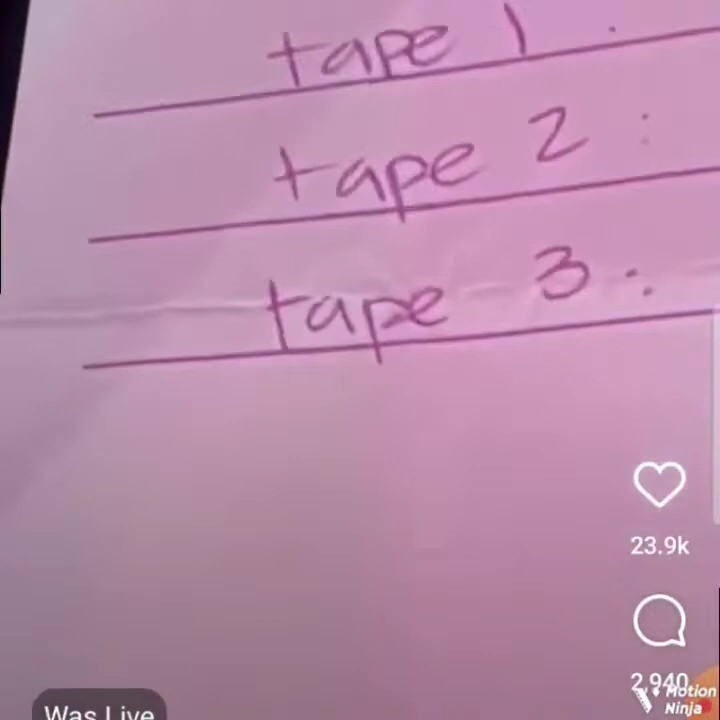 tape 1 :
tape 2 :
tape 3 :
23.9k
2,940
Motion
Ninja
Was Live